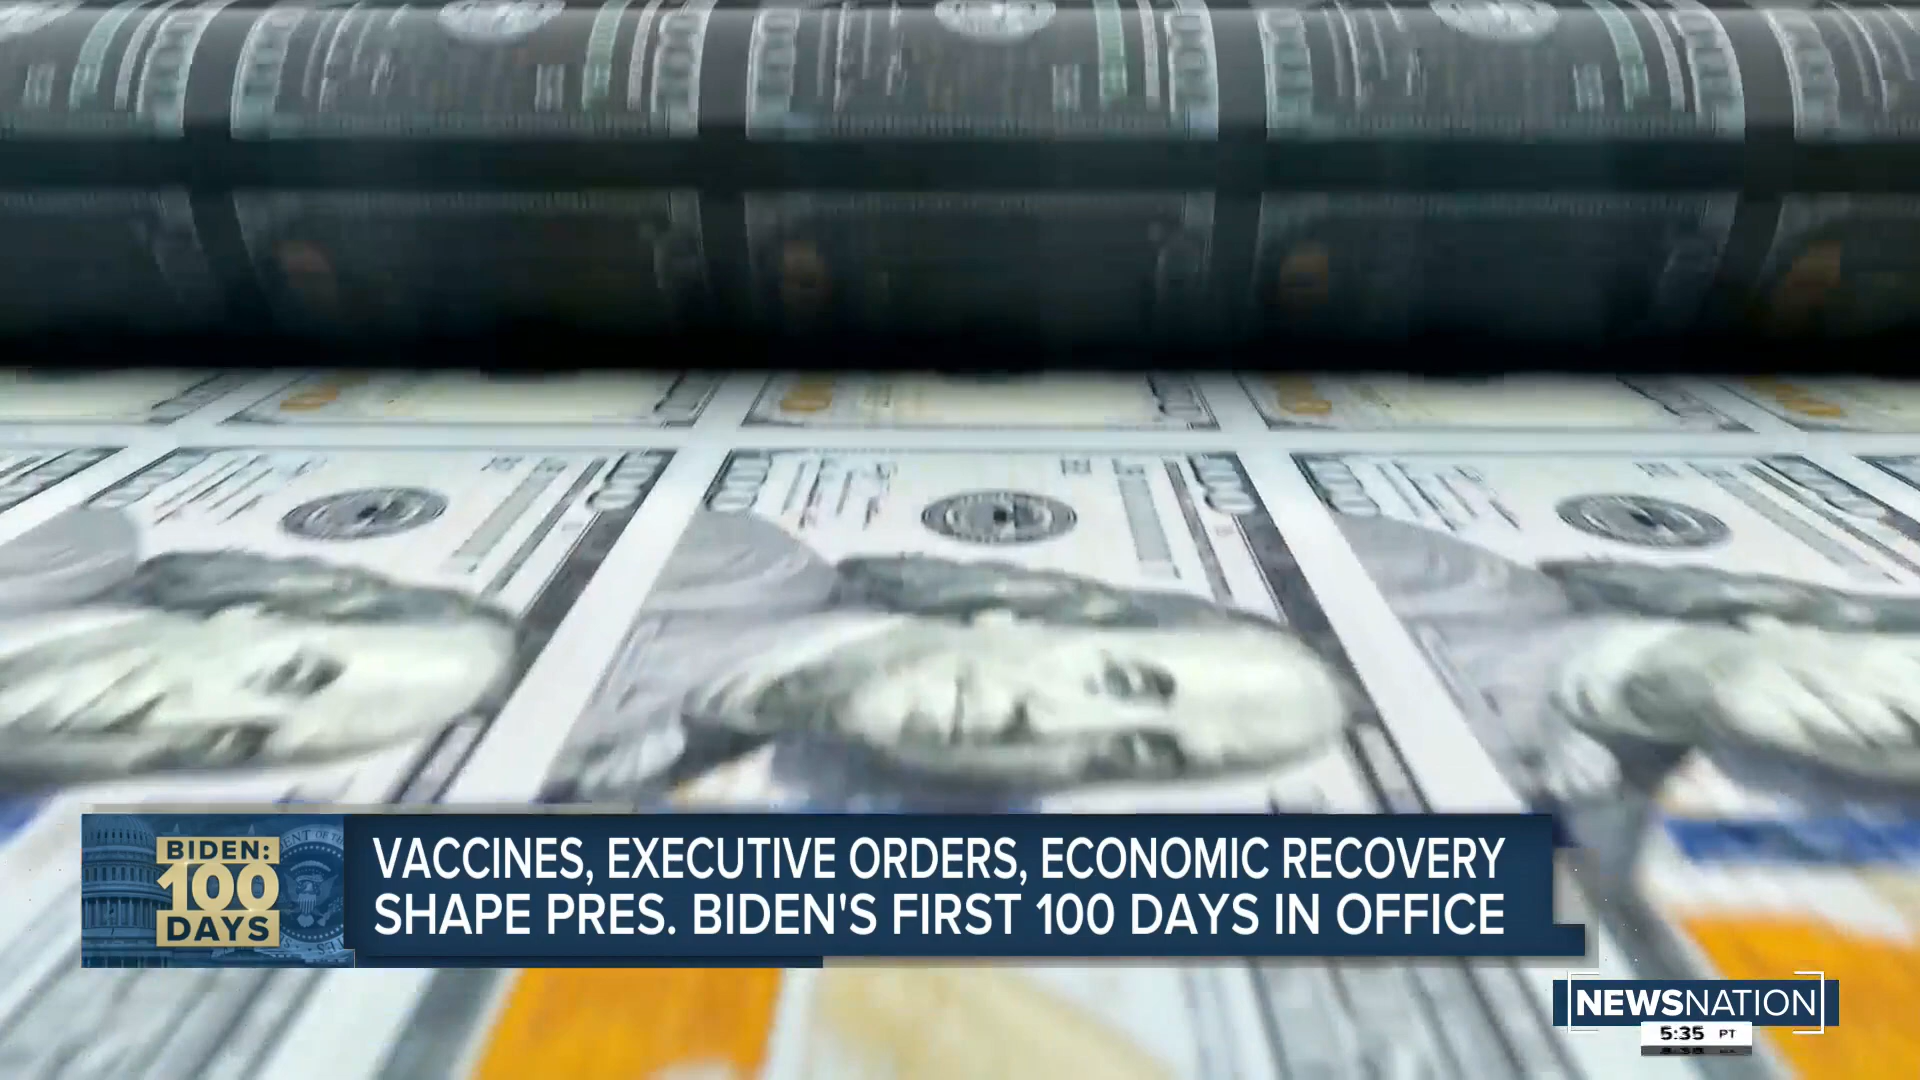 BIDEN:
100
DAYS
VACCINES, EXECUTIVE ORDERS, ECONOMIC RECOVERY
SHAPE PRES. BIDEN'S FIRST 100 DAYS IN OFFICE
NEWSNATION
5:35 PT